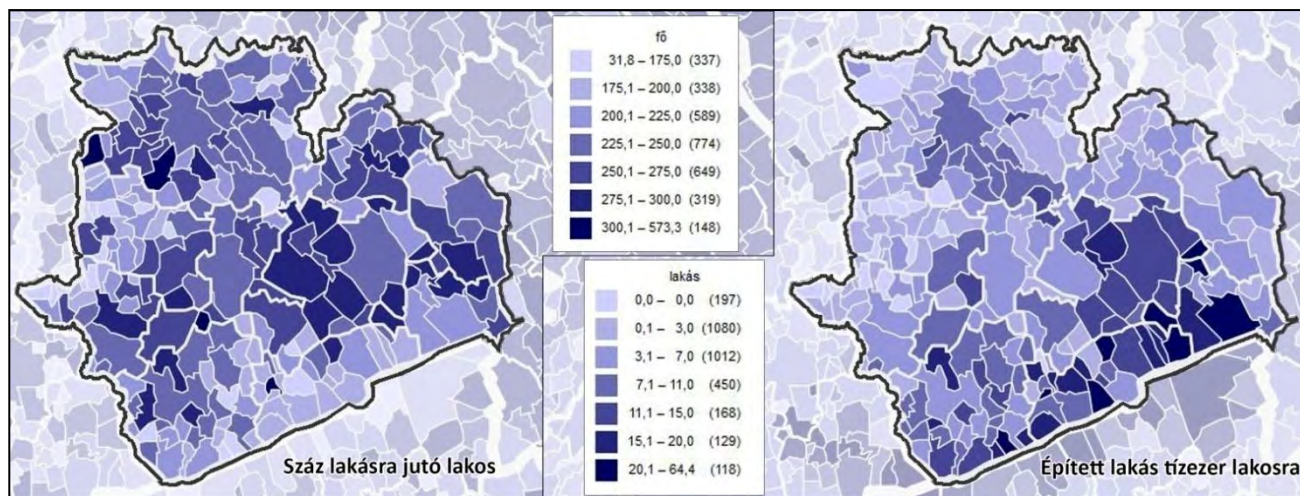 fő
31,8 – 175,0 (337)
175,1 – 200,0 (338)
200,1 – 225,0 (589)
225,1 – 250,0 (774)
250,1 – 275,0 (649)
275,1 – 300,0 (319)
300,1 – 573,3 (148)
lakás
0,0 – 0,0 (197)
0,1 – 3,0 (1080)
3,1 – 7,0 (1012)
7,1 – 11,0 (450)
11,1 – 15,0 (168)
15,1 – 20,0 (129)
20,1 – 64,4 (118)
Száz lakásra jutó lakos
Épített lakás tízezer lakosra